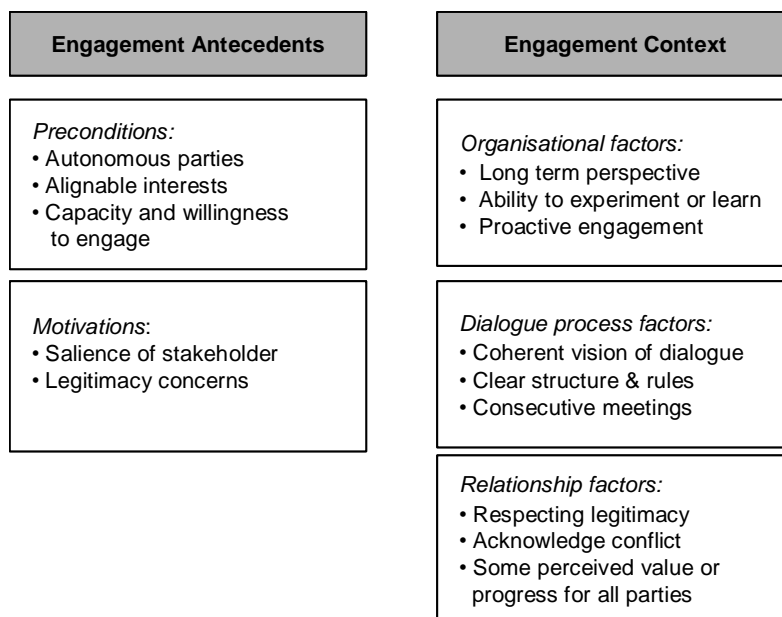 Engagement Antecedents
Preconditions:
• Autonomous parties
• Alignable interests
• Capacity and willingness
to engage
Motivations:
• Salience of stakeholder
• Legitimacy concerns
Engagement Context
Organisational factors:
• Long term perspective
• Ability to experiment or learn
• Proactive engagement
Dialogue process factors:
• Coherent vision of dialogue
• Clear structure & rules
• Consecutive meetings
Relationship factors:
• Respecting legitimacy
• Acknowledge conflict
• Some perceived value or
progress for all parties